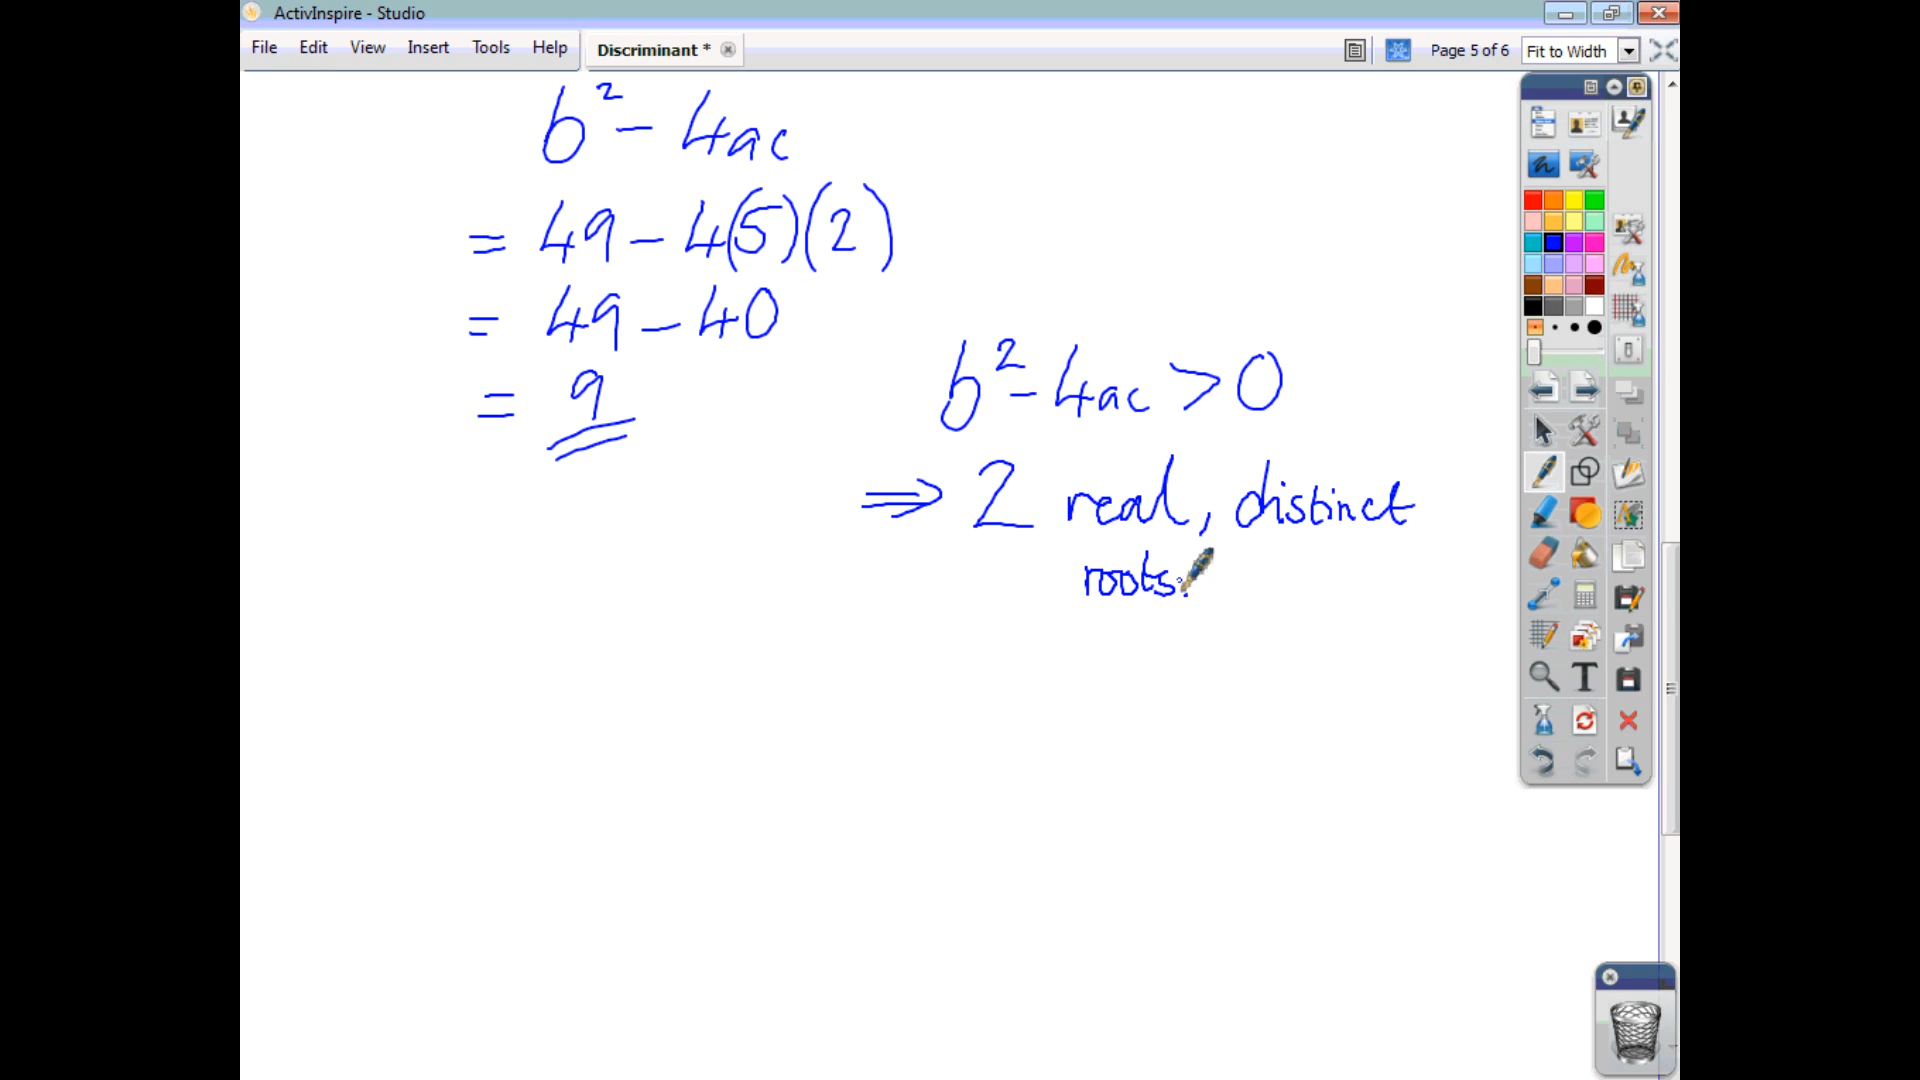 ActivInspire - Studio
File Edit View Insert Tools Help Discriminant * Page 5 of 6 Fit to Width
b² - 4ac
= 49 - 4(5)(2)
= 49 - 40
= 9
b² - 4ac > 0
⇒ 2 real, distinct
roots.